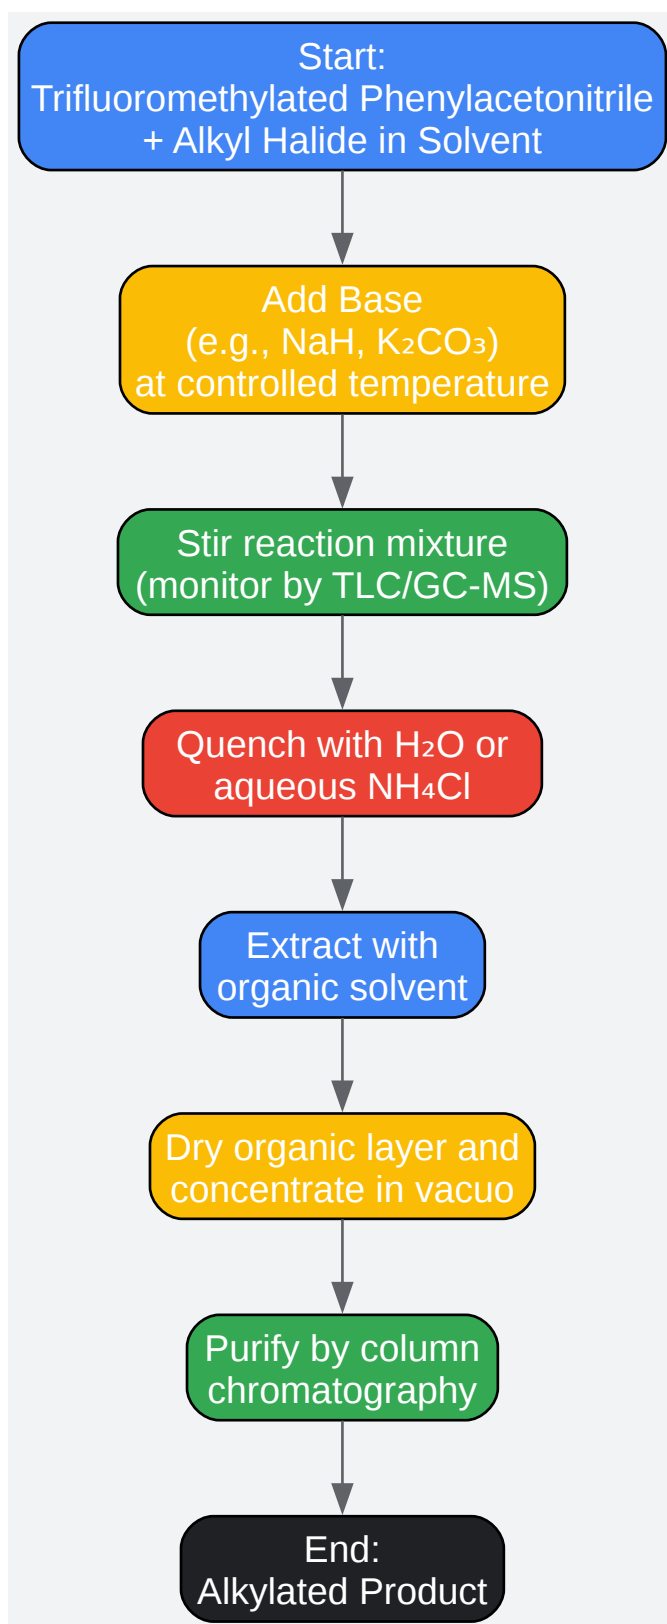 Start:
Trifluoromethylated Phenylacetonitrile
+ Alkyl Halide in Solvent
Add Base
(e.g., NaH, K₂CO₃)
at controlled temperature
Stir reaction mixture
(monitor by TLC/GC-MS)
Quench with H₂O or
aqueous NH₄Cl
Extract with
organic solvent
Dry organic layer and
concentrate in vacuo
Purify by column
chromatography
End:
Alkylated Product